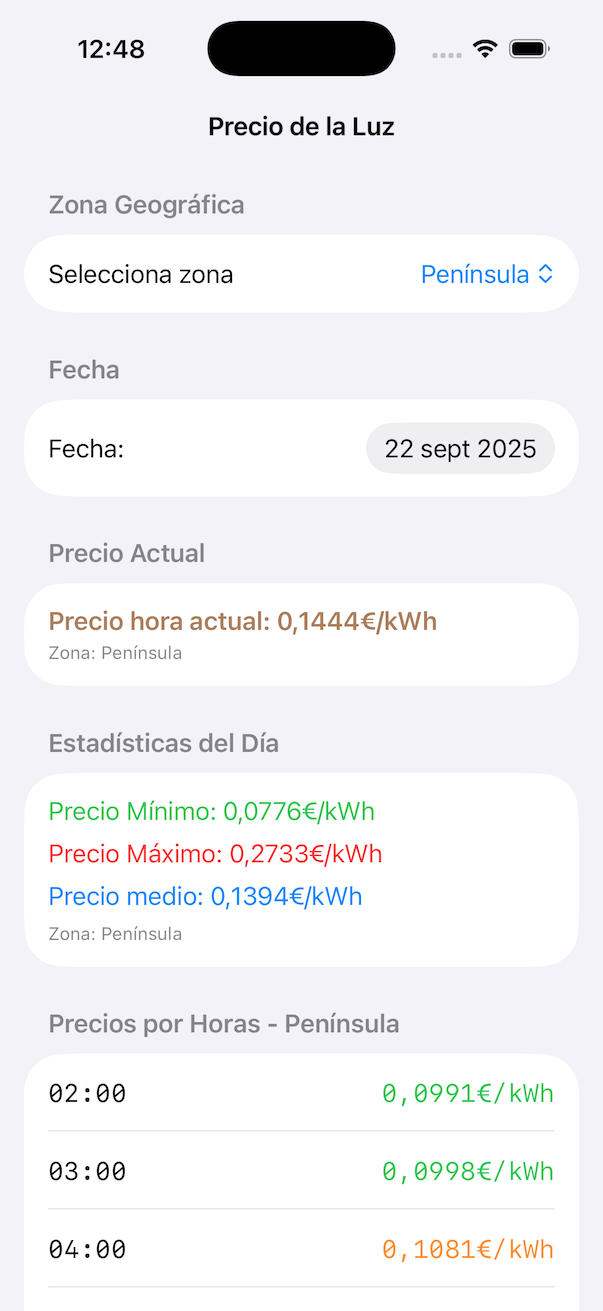 12:48
Precio de la Luz
Zona Geográfica
Selecciona zona Península
Fecha
Fecha: 22 sept 2025
Precio Actual
Precio hora actual: 0,1444€/kWh
Zona: Península
Estadísticas del Día
Precio Mínimo: 0,0776€/kWh
Precio Máximo: 0,2733€/kWh
Precio medio: 0,1394€/kWh
Zona: Península
Precios por Horas - Península
02:00 0,0991€/kWh
03:00 0,0998€/kWh
04:00 0,1081€/kWh